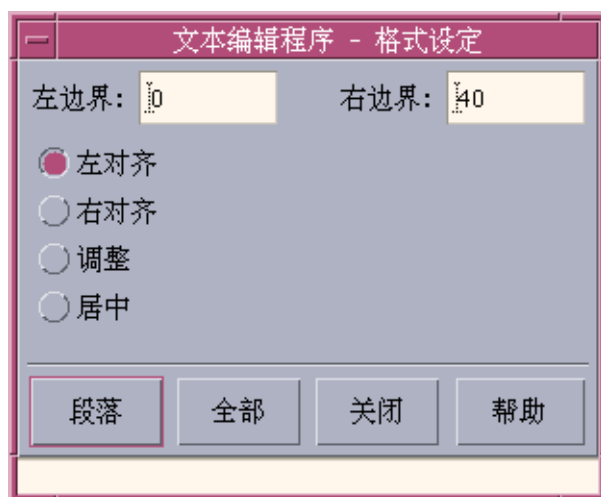 文本编辑程序 - 格式设定
左边界: 0 右边界: 40
左对齐
右对齐
调整
居中
段落 全部 关闭 帮助